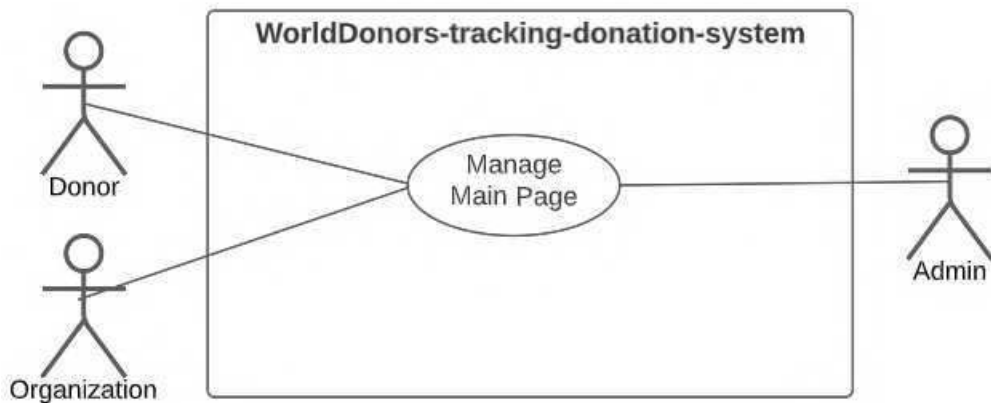 WorldDonors-tracking-donation-system
Donor
Manage
Main Page
Admin
Organization